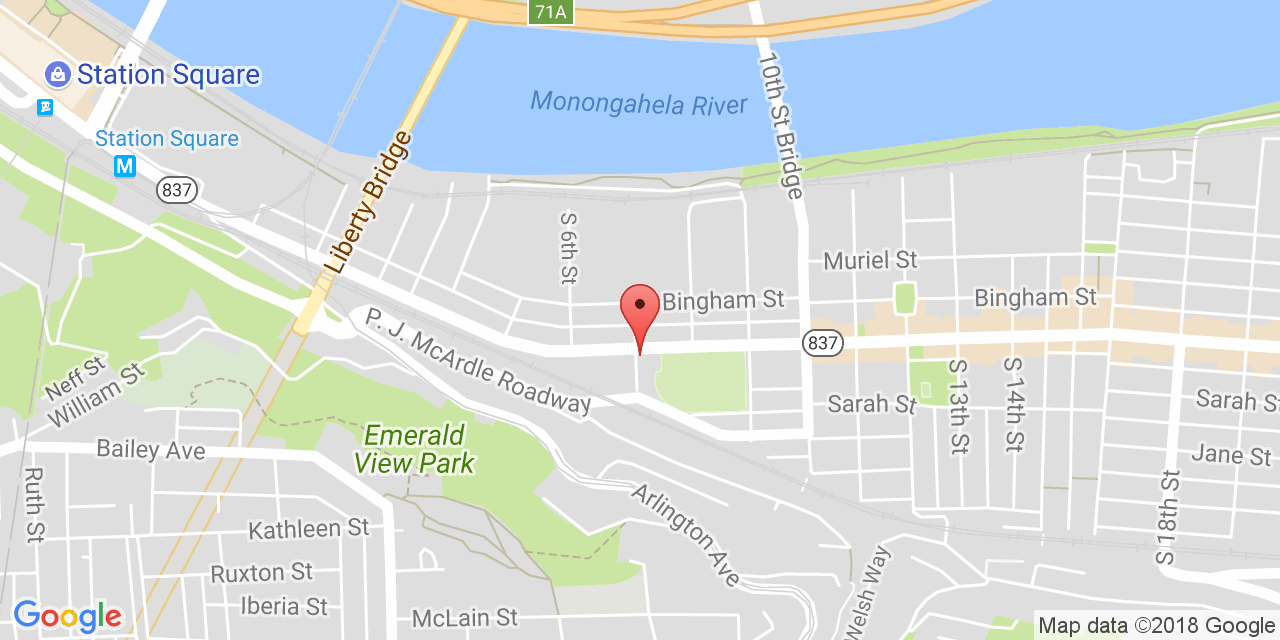 71A
Station Square
Station Square
M
837
Liberty Bridge
Monongahela River
10th St Bridge
S 6th St
Muriel St
Bingham St
Bingham St
837
P. J. McArdle Roadway
Neff St
William St
Bailey Ave
Emerald
View Park
Sarah St
S 13th St
S 14th St
Sarah St
Jane St
Ruth St
Kathleen St
Arlington Ave
S 18th St
Ruxton St
Iberia St
McLain St
Welsh Way
Google
Map data ©2018 Google